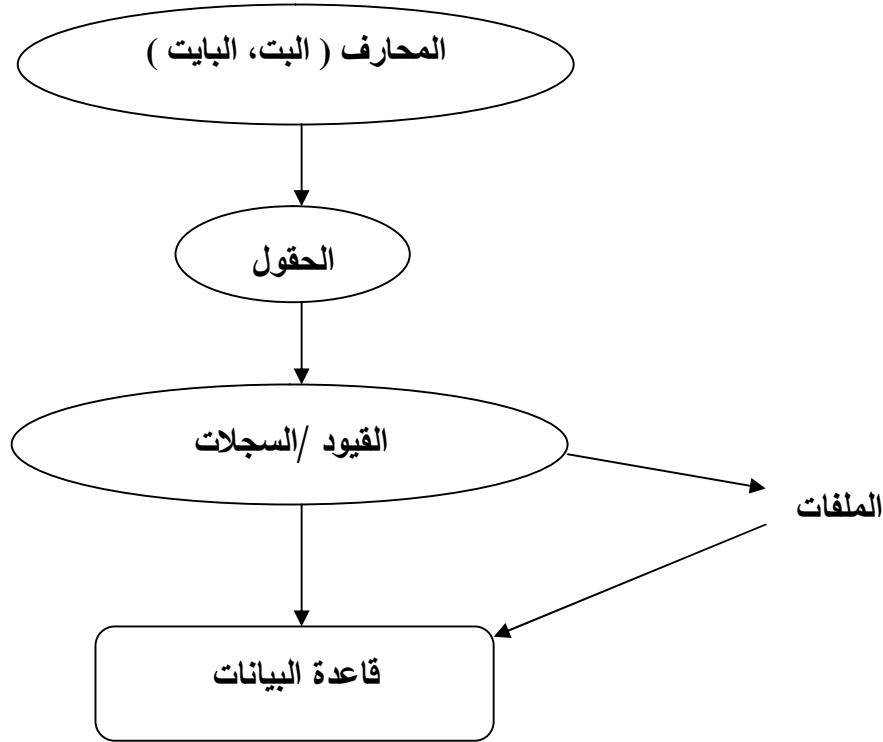 المحارف ( البت، البايت )
الحقول
القيود /السجلات
الملفات
قاعدة البيانات